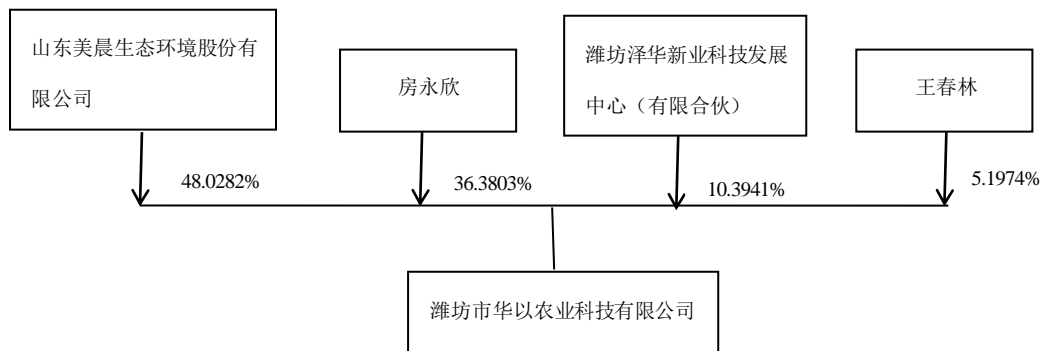 山东美晨生态环境股份有
限公司
房永欣
潍坊泽华新业科技发展
中心（有限合伙）
王春林
48.0282%
36.3803%
10.3941%
5.1974%
潍坊市华以农业科技有限公司